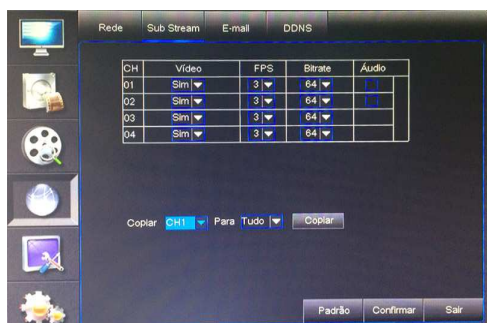 Rede Sub Stream E-mail DDNS
CH Vídeo FPS Bitrate Áudio
01 Sim 3 64
02 Sim 3 64
03 Sim 3 64
04 Sim 3 64
Copiar CH1 Para Tudo Copiar
Padrão Confirmar Sair